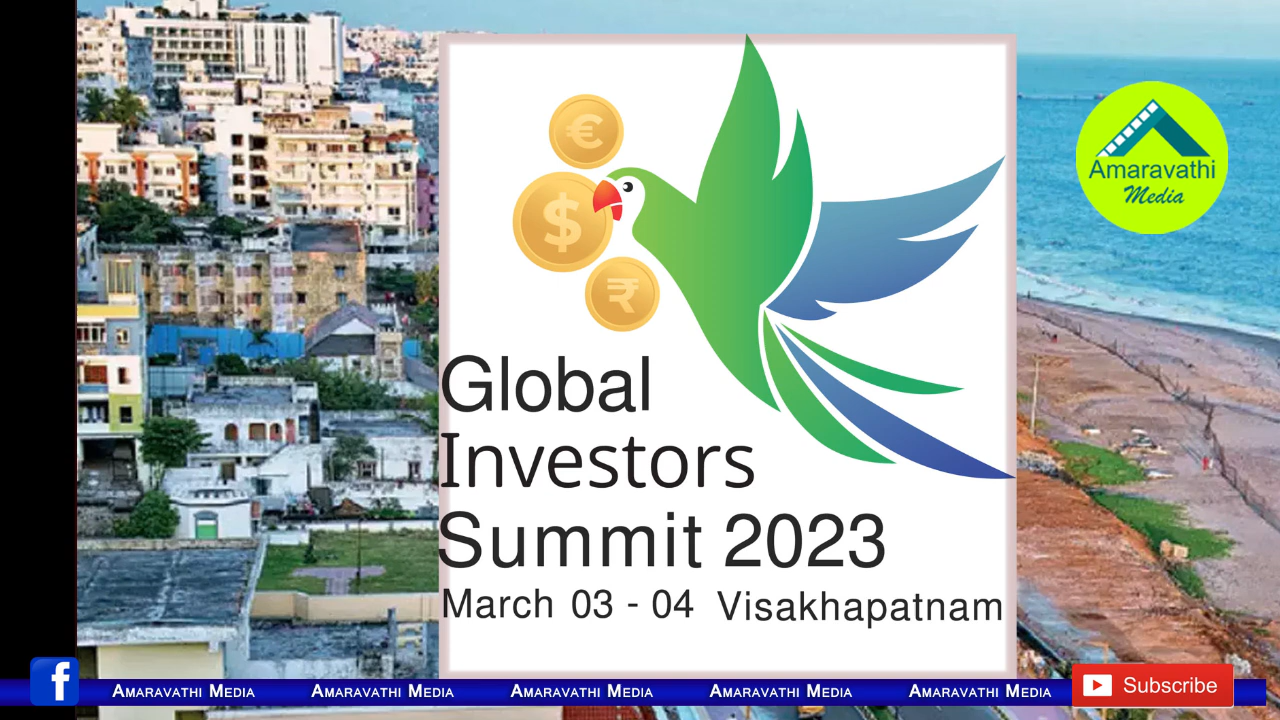 €
$
₹
Global
Investors
Summit 2023
March 03 - 04 Visakhapatnam
Amaravathi
Media
f
Amaravathi Media Amaravathi Media Amaravathi Media Amaravathi Media Amaravathi Media
Subscribe